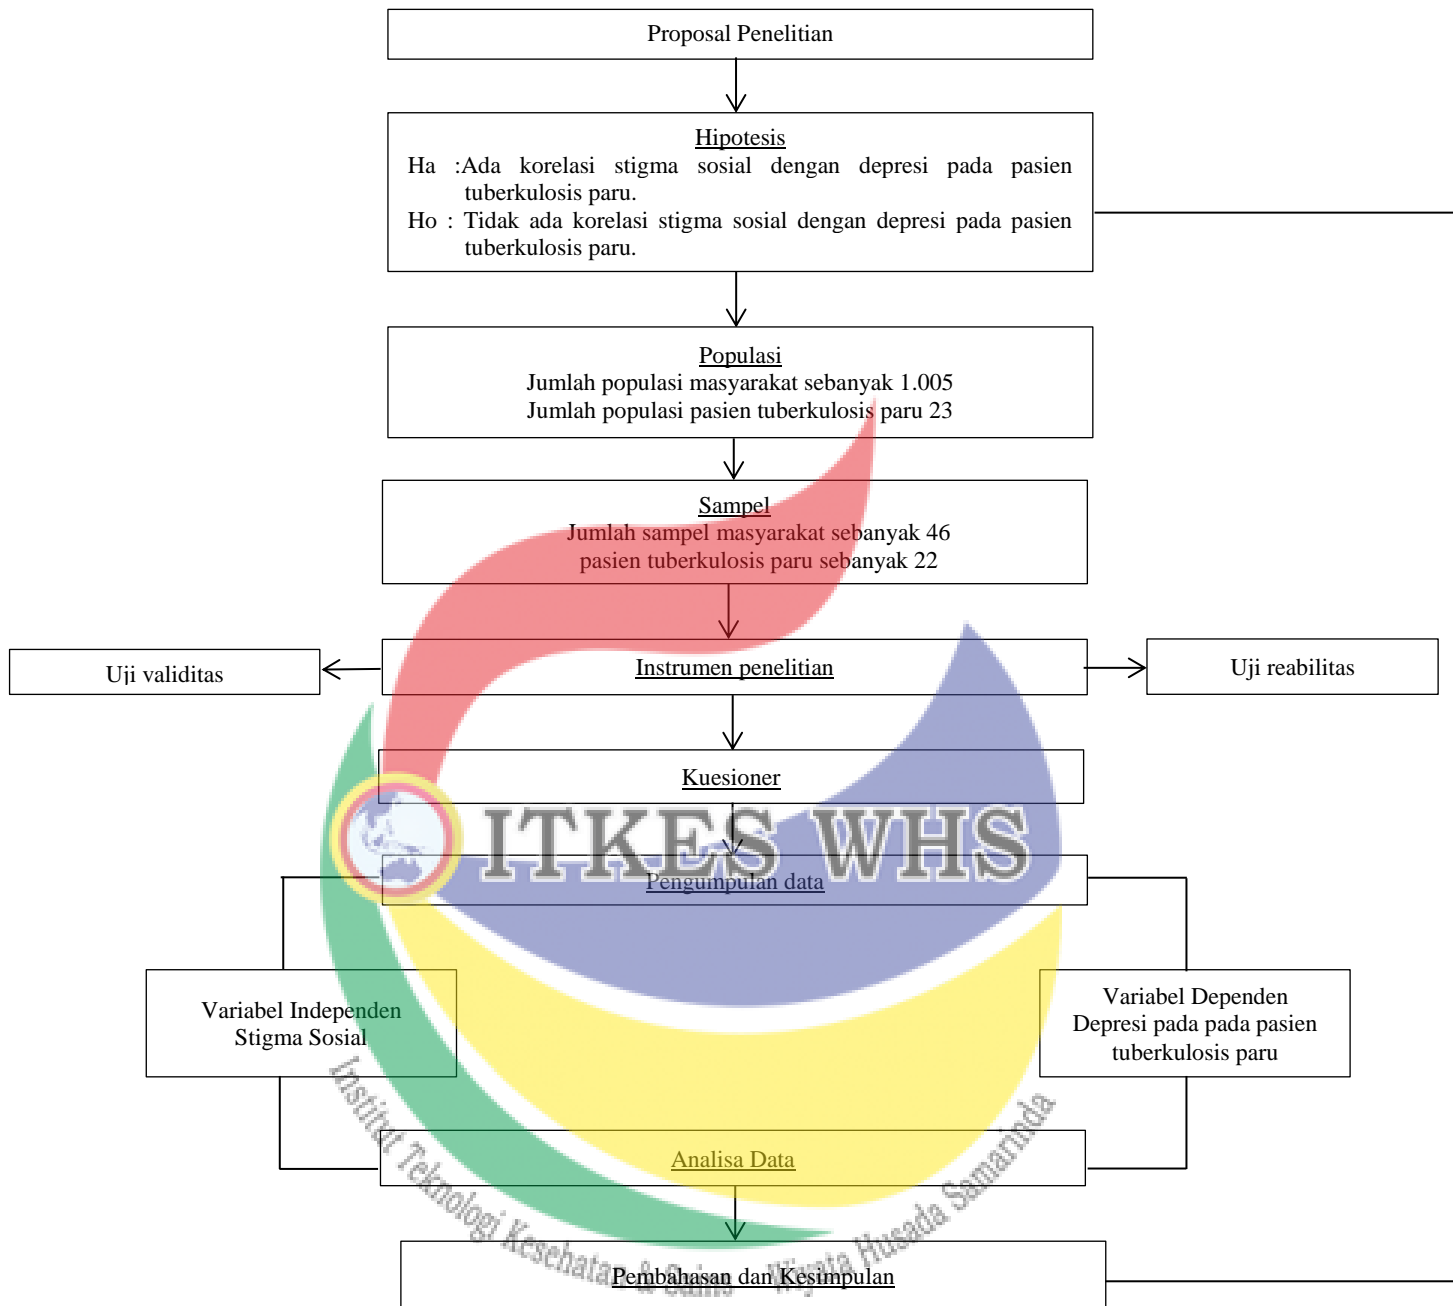 Proposal Penelitian
Hipotesis
Ha :Ada korelasi stigma sosial dengan depresi pada pasien
tuberkulosis paru.
Ho : Tidak ada korelasi stigma sosial dengan depresi pada pasien
tuberkulosis paru.
Populasi
Jumlah populasi masyarakat sebanyak 1.005
Jumlah populasi pasien tuberkulosis paru 23
Sampel
Jumlah sampel masyarakat sebanyak 46
pasien tuberkulosis paru sebanyak 22
Uji validitas
Instrumen penelitian
Uji reabilitas
Kuesioner
ITKES WHS
Pengumpulan data
Variabel Independen
Stigma Sosial
Variabel Dependen
Depresi pada pada pasien
tuberkulosis paru
Analisa Data
Institut Teknologi Kesehatan & Sains Wiyata Husada Samarinda
Pembahasan dan Kesimpulan